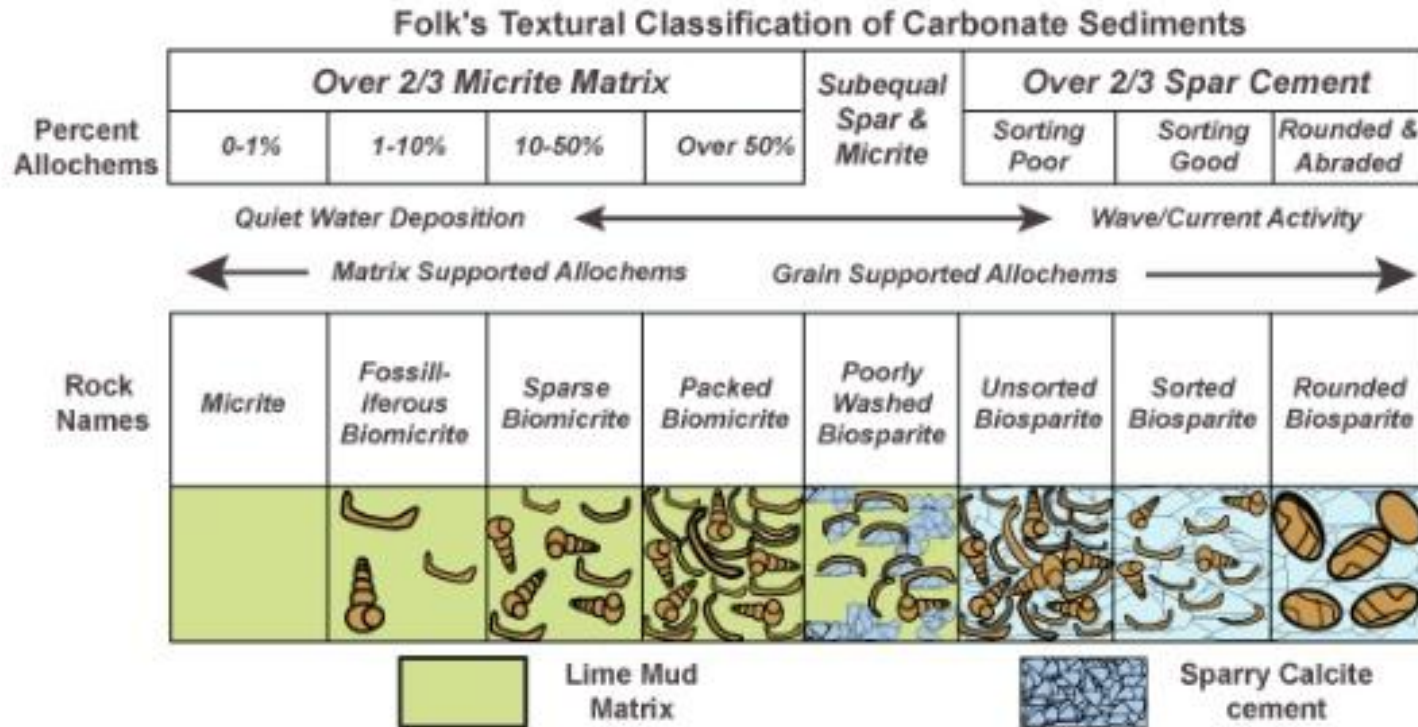 Folk's Textural Classification of Carbonate Sediments
Over 2/3 Micrite Matrix
Subequal
Spar &
Micrite
Over 2/3 Spar Cement
Percent
Allochems
0-1%
1-10%
10-50%
Over 50%
Sorting
Poor
Sorting
Good
Rounded &
Abraded
Quiet Water Deposition
Wave/Current Activity
Matrix Supported Allochems
Grain Supported Allochems
Rock
Names
Micrite
Fossill-
iferous
Biomicrite
Sparse
Biomicrite
Packed
Biomicrite
Poorly
Washed
Biosparite
Unsorted
Biosparite
Sorted
Biosparite
Rounded
Biosparite
Lime Mud
Matrix
Sparry Calcite
cement